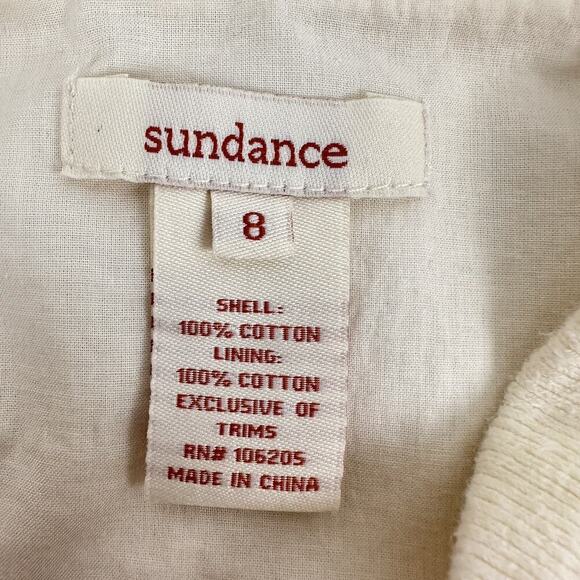 sundance
8
SHELL:
100% COTTON
LINING:
100% COTTON
EXCLUSIVE OF
TRIMS
RN# 106205
MADE IN CHINA